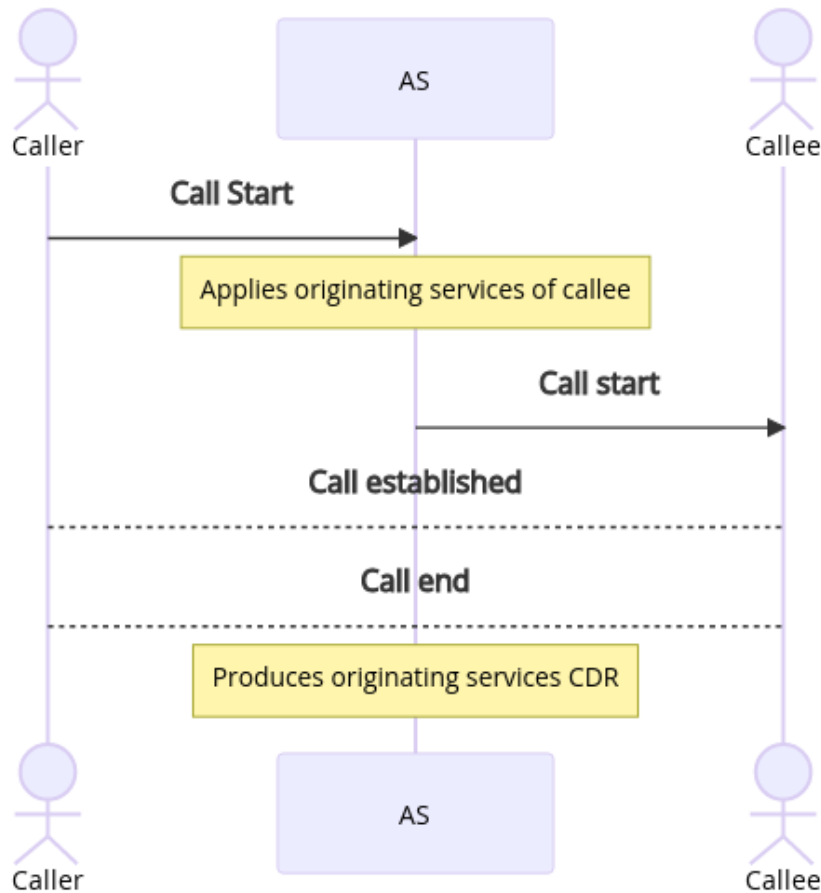 AS
Caller
Callee
Call Start
Applies originating services of callee
Call start
Call established
Call end
Produces originating services CDR
AS
Caller
Callee